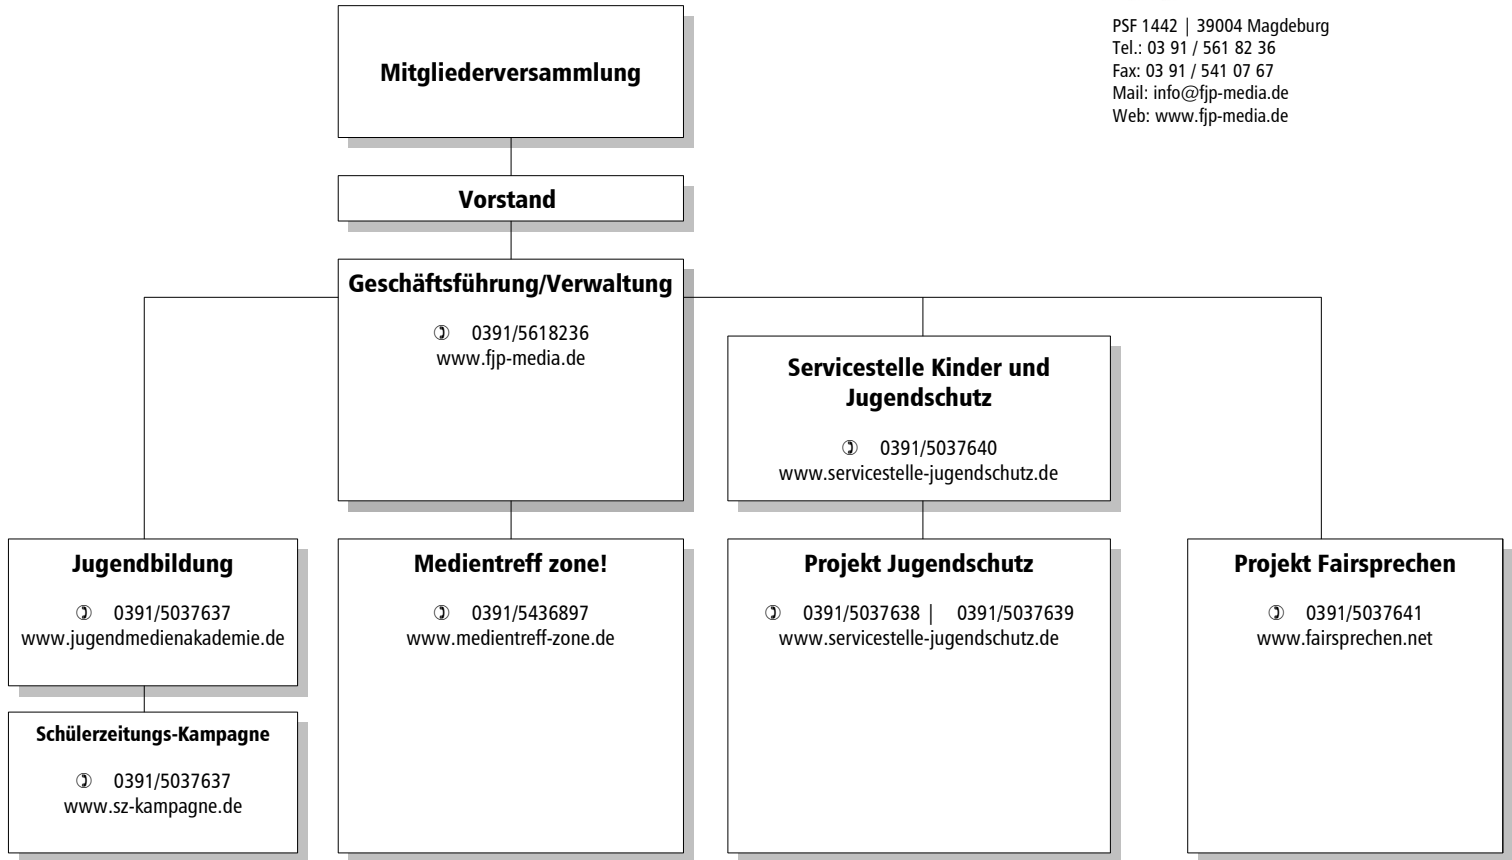 Mitgliederversammlung
PSF 1442 | 39004 Magdeburg
Tel.: 03 91 / 561 82 36
Fax: 03 91 / 541 07 67
Mail: info@fjp-media.de
Web: www.fjp-media.de
Vorstand
Geschäftsführung/Verwaltung
✆ 0391/5618236
www.fjp-media.de
Servicestelle Kinder und
Jugendschutz
✆ 0391/5037640
www.servicestelle-jugendschutz.de
Jugendbildung
✆ 0391/5037637
www.jugendmedienakademie.de
Schülerzeitungs-Kampagne
✆ 0391/5037637
www.sz-kampagne.de
Medientreff zone!
✆ 0391/5436897
www.medientreff-zone.de
Projekt Jugendschutz
✆ 0391/5037638 | 0391/5037639
www.servicestelle-jugendschutz.de
Projekt Fairsprechen
✆ 0391/5037641
www.fairsprechen.net